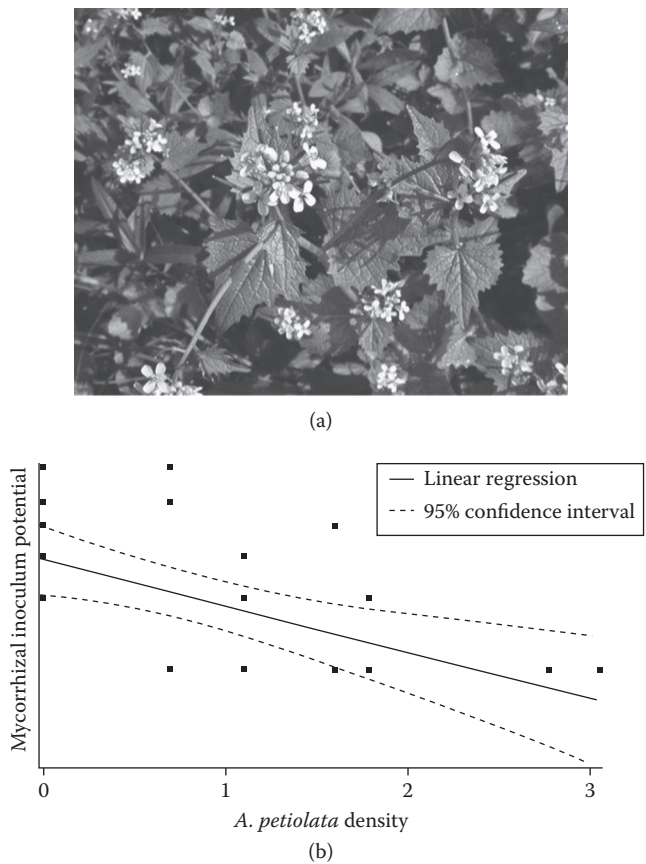 (a)
Mycorrhizal inoculum potential
Linear regression
95% confidence interval
0
1
2
3
A. petiolata density
(b)